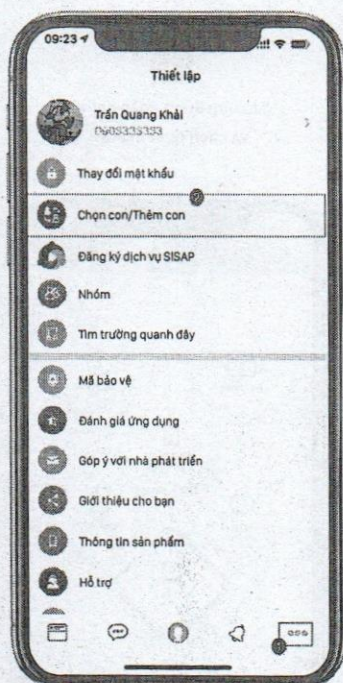 09:23
Thiết lập
Trần Quang Khải
Thay đổi mật khẩu
Chọn con/Thêm con
Đăng ký dịch vụ SISAP
Nhóm
Tìm trường quanh đây
Mã bảo vệ
Đánh giá ứng dụng
Góp ý với nhà phát triển
Giới thiệu cho bạn
Thông tin sản phẩm
Hỗ trợ